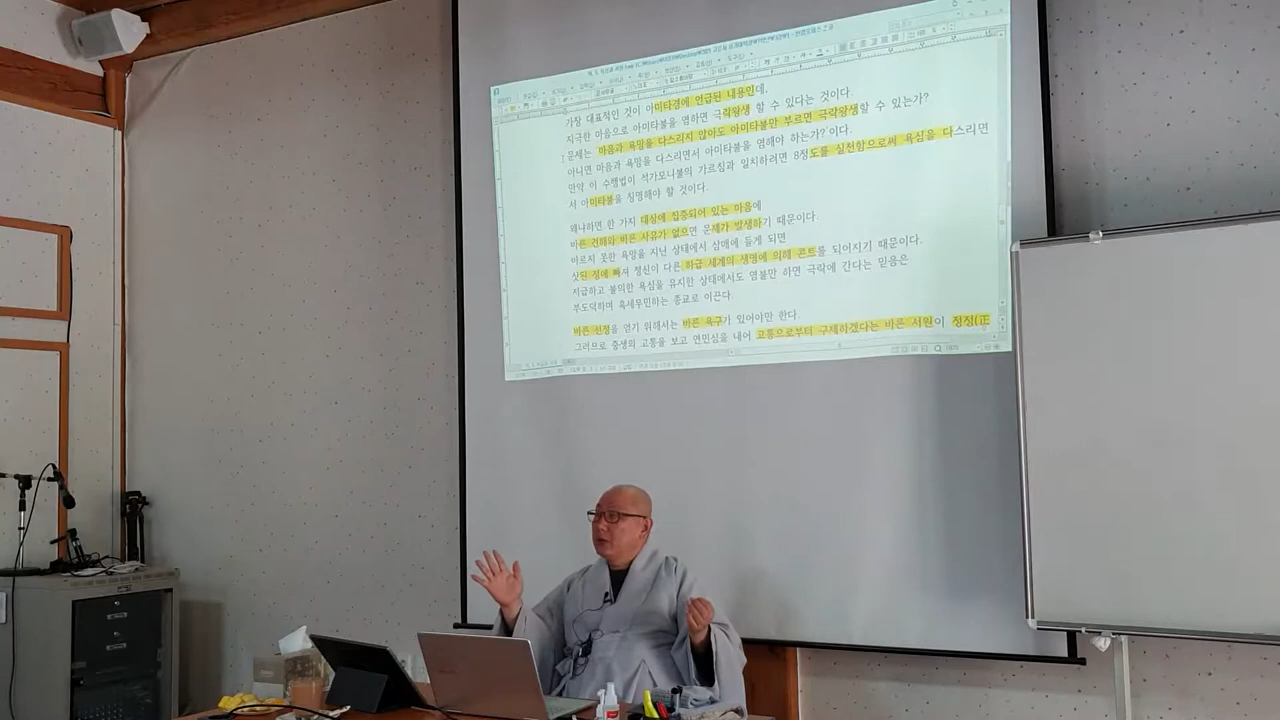 가장 대표적인 것이 아미타경에 언급된 내용인데,
지극한 마음으로 아미타불을 염하면 극락왕생 할 수 있다는 것이다.
문제는 마음과 욕망을 다스리지 않아도 아미타불만 부르면 극락왕생할 수 있는가?
아니면 마음과 욕망을 다스리면서 아미타불을 염해야 하는가?'이다.
만약 이 수행법이 석가모니불의 가르침과 일치하려면 8정도를 실천함으로써 욕심을 다스리면
서 아미타불을 칭명해야 할 것이다.
왜냐하면 한 가지 대상에 집중되어 있는 마음에
바른 견해와 바른 사유가 없으면 문제가 발생하기 때문이다.
바르지 못한 욕망을 지닌 상태에서 삼매에 들게 되면
삿된 정에 빠져 정신이 다른 하급 세계의 생명에 의해 콘트롤 되어지기 때문이다.
저급하고 불의한 욕심을 유지한 상태에서도 염불만 하면 극락에 간다는 믿음은
부도덕하며 혹세무민하는 종교로 이끈다.
바른 선정을 얻기 위해서는 바른 욕구가 있어야만 한다.
그러므로 중생의 고통을 보고 연민심을 내어 고통으로부터 구제하겠다는 바른 서원이 정정(正